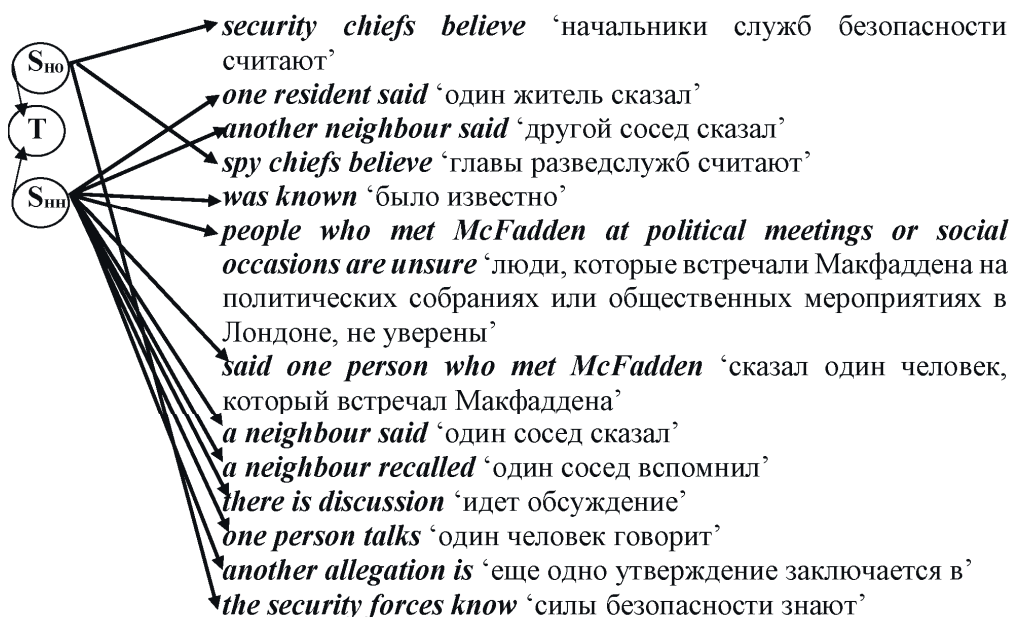 security chiefs believe ‘начальники служб безопасности
считают’
S НО
one resident said ‘один житель сказал’
T
another neighbour said ‘другой сосед сказал’
spy chiefs believe ‘главы разведслужб считают’
S НН
was known ‘было известно’
people who met McFadden at political meetings or social
occasions are unsure ‘люди, которые встречали Макфаддена на
политических собраниях или общественных мероприятиях в
Лондоне, не уверены’
said one person who met McFadden ‘сказал один человек,
который встречал Макфаддена’
a neighbour said ‘один сосед сказал’
a neighbour recalled ‘один сосед вспомнил’
there is discussion ‘идет обсуждение’
one person talks ‘один человек говорит’
another allegation is ‘еще одно утверждение заключается в’
the security forces know ‘силы безопасности знают’